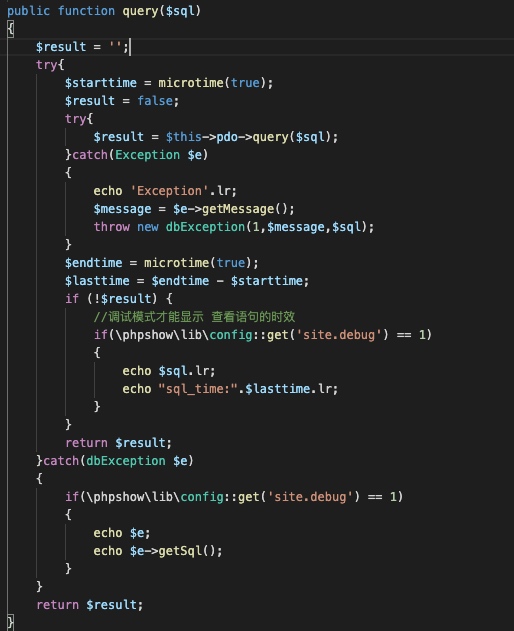 public function query($sql)
{
    $result = '';
    try{
        $starttime = microtime(true);
        $result = false;
        try{
            $result = $this->pdo->query($sql);
        }catch(Exception $e)
        {
            echo 'Exception'.lr;
            $message = $e->getMessage();
            throw new dbException(1,$message,$sql);
        }
        $endtime = microtime(true);
        $lasttime = $endtime - $starttime;
        if (!$result) {
            //调试模式才能显示 查看语句的时效
            if(\phpshow\lib\config::get('site.debug') == 1)
            {
                echo $sql.lr;
                echo "sql_time:".$lasttime.lr;
            }
        }
        return $result;
    }catch(dbException $e)
    {
        if(\phpshow\lib\config::get('site.debug') == 1)
        {
            echo $e;
            echo $e->getSql();
        }
    }
    return $result;
}